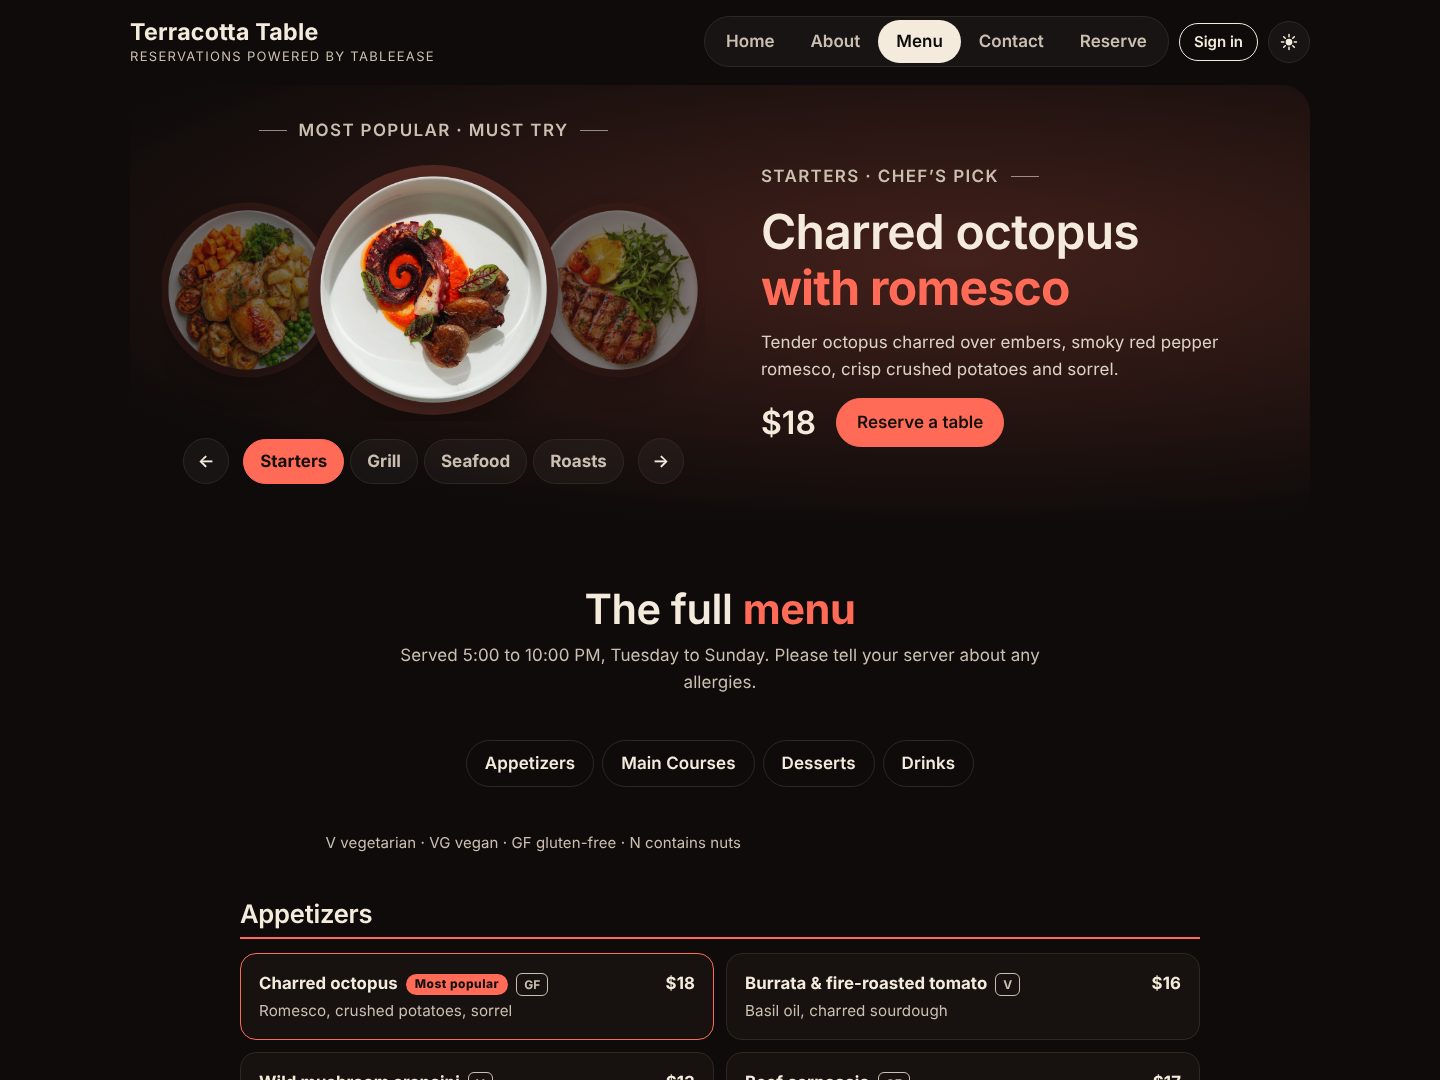 Terracotta Table
RESERVATIONS POWERED BY TABLEEASE
Home
About
Menu
Contact
Reserve
Sign in
MOST POPULAR · MUST TRY
Starters
Grill
Seafood
Roasts
STARTERS · CHEF’S PICK
Charred octopus
with romesco
Tender octopus charred over embers, smoky red pepper
romesco, crisp crushed potatoes and sorrel.
$18
Reserve a table
The full menu
Served 5:00 to 10:00 PM, Tuesday to Sunday. Please tell your server about any
allergies.
Appetizers
Main Courses
Desserts
Drinks
V vegetarian · VG vegan · GF gluten-free · N contains nuts
Appetizers
Charred octopus Most popular GF $18
Romesco, crushed potatoes, sorrel
Burrata & fire-roasted tomato V $16
Basil oil, charred sourdough
Wild mushroom arancini
Beef carpaccio